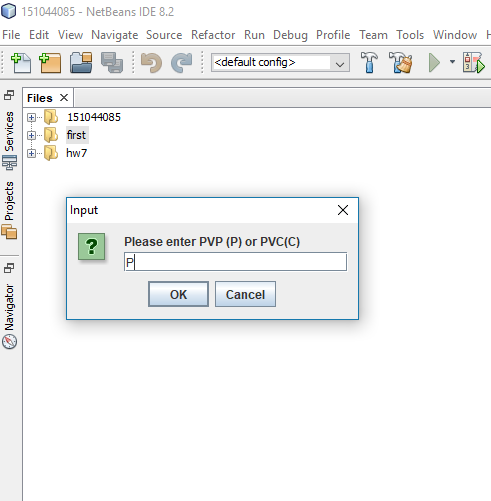 151044085 - NetBeans IDE 8.2
File Edit View Navigate Source Refactor Run Debug Profile Team Tools Window
<default config>
Files
Services
Projects
Navigator
151044085
first
hw7
Input
Please enter PVP (P) or PVC(C)
P
OK Cancel